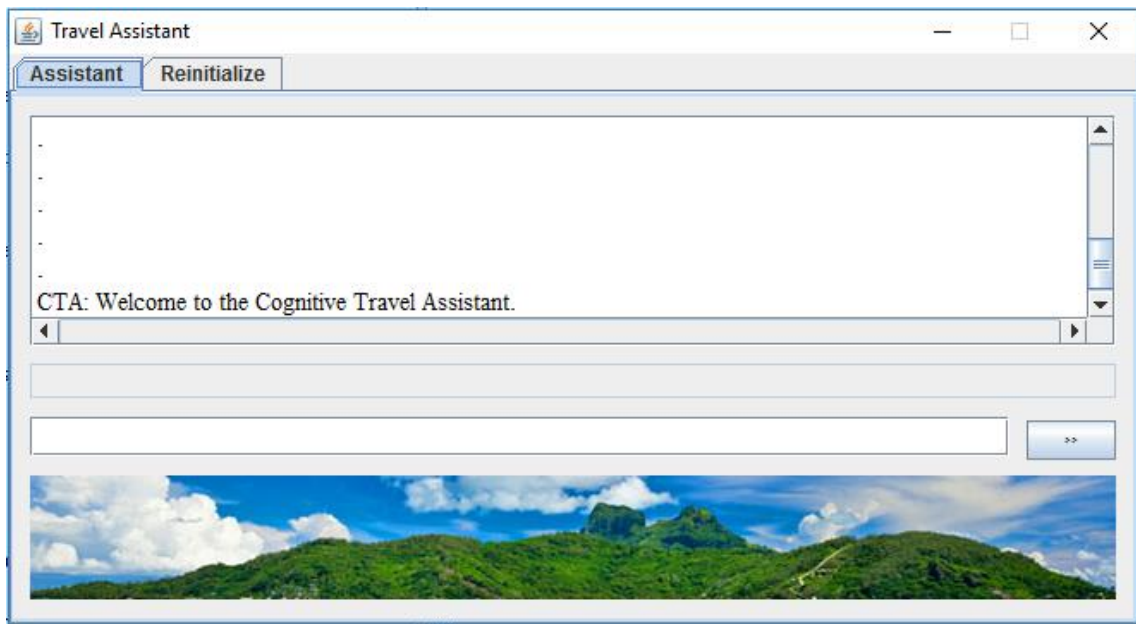 Travel Assistant
Assistant Reinitialize
-
-
-
-
-
CTA: Welcome to the Cognitive Travel Assistant.
>>